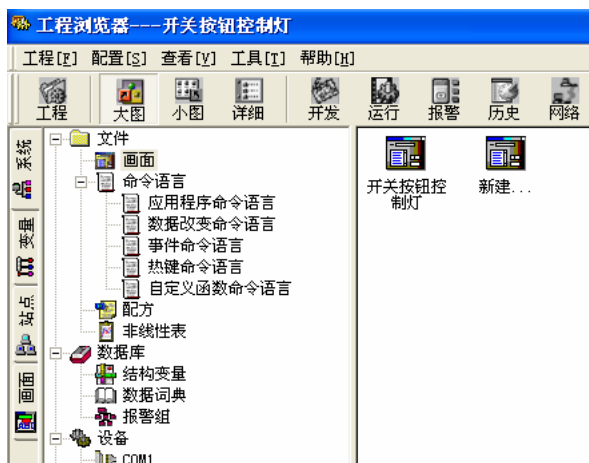 工程浏览器---开关按钮控制灯
工程[F] 配置[S] 查看[V] 工具[T] 帮助[H]
工程 大图 小图 详细 开发 运行 报警 历史 网络
系统
变量
站点
画面
文件
画面
命令语言
应用程序命令语言
数据改变命令语言
事件命令语言
热键命令语言
自定义函数命令语言
配方
非线性表
数据库
结构变量
数据词典
报警组
设备
COM1
开关按钮控
制灯
新建...